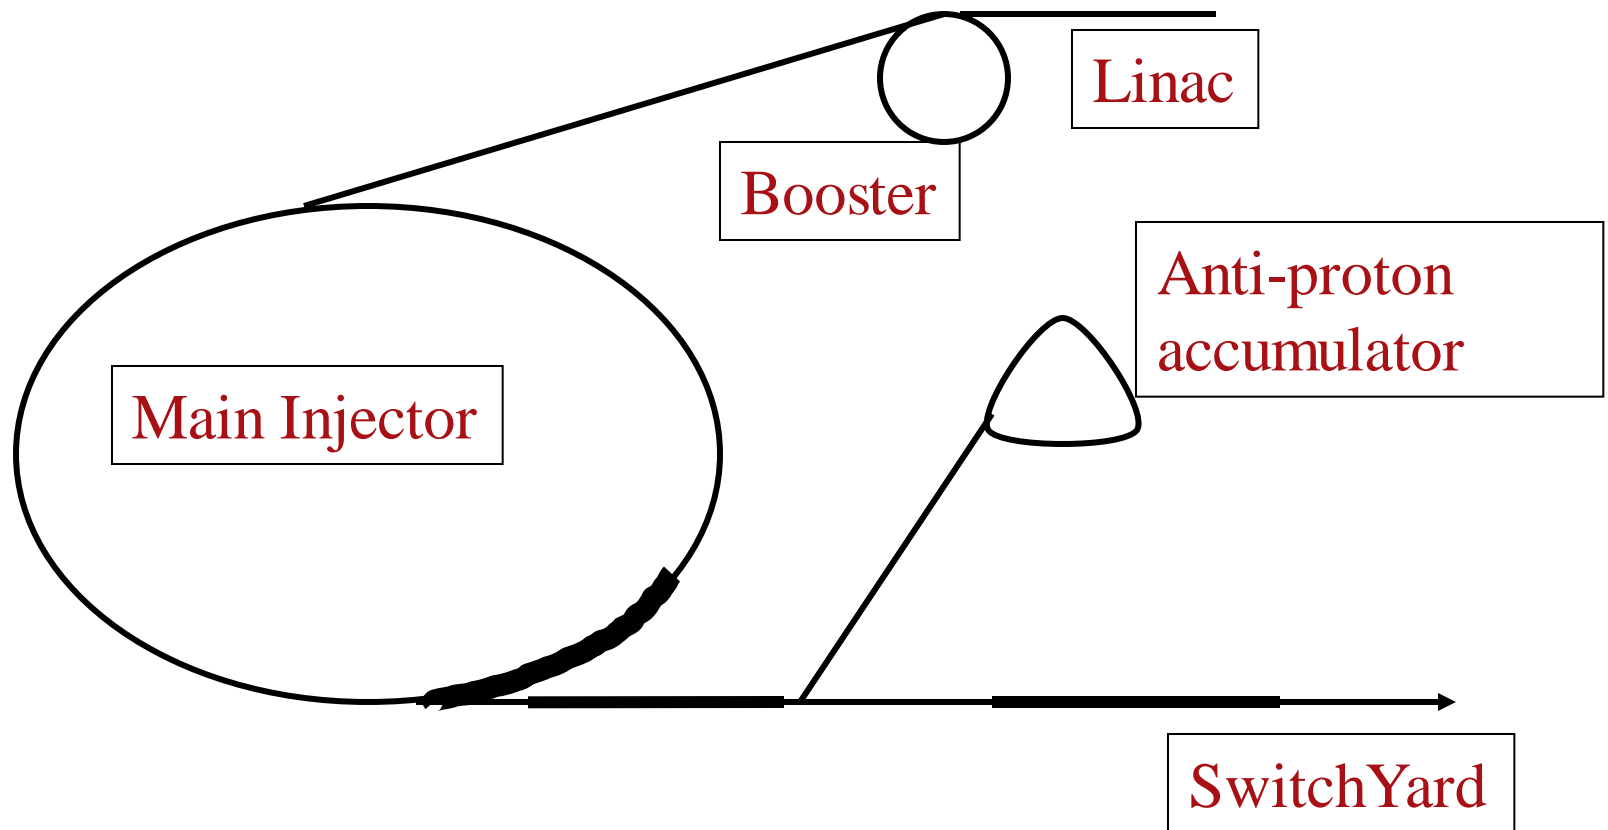 Linac
Booster
Anti-proton
accumulator
Main Injector
SwitchYard